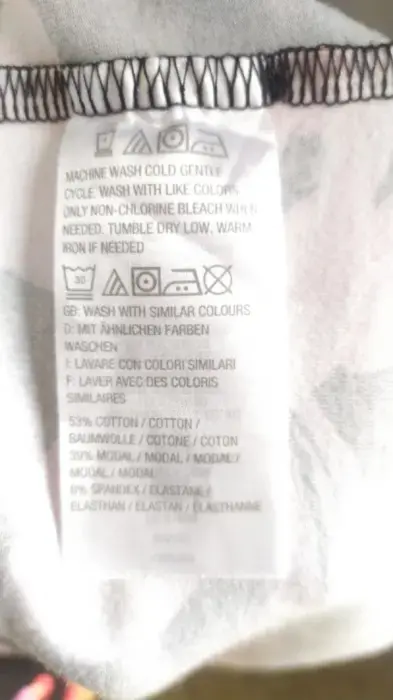 MACHINE WASH COLD GENTLE
CYCLE. WASH WITH LIKE COLORS
ONLY NON-CHLORINE BLEACH WHEN
NEEDED. TUMBLE DRY LOW, WARM
IRON IF NEEDED
30
GB: WASH WITH SIMILAR COLOURS
D: MIT ÄHNLICHEN FARBEN
WASCHEN
I: LAVARE CON COLORI SIMILARI
F: LAVER AVEC DES COLORIS
SIMILAIRES
53% COTTON / COTTON /
BAUMWOLLE / COTONE / COTON
39% MODAL / MODAL / MODAL /
MODAL / MODAL
8% SPANDEX / ELASTANE /
ELASTHAN / ELASTAN / ELASTHANNE